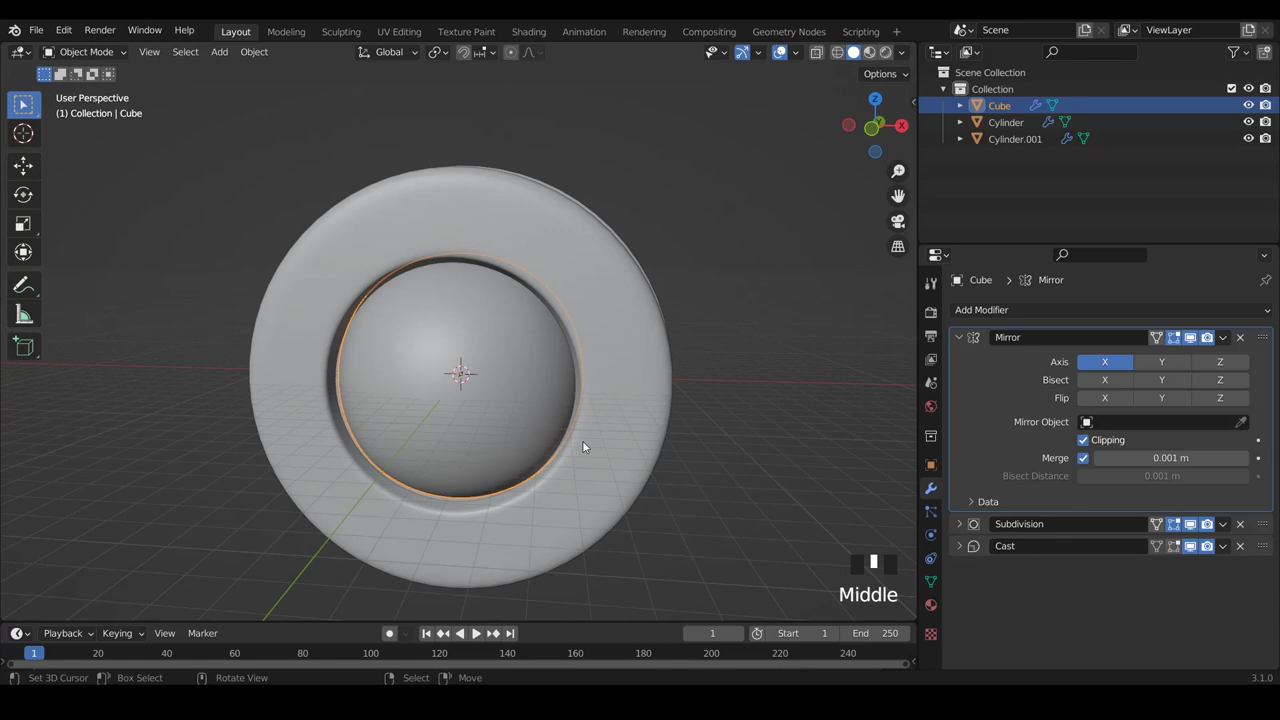 File Edit Render Window Help Layout Modeling Sculpting UV Editing Texture Paint Shading Animation Rendering Compositing Geometry Nodes Scripting + Scene ViewLayer
Object Mode View Select Add Object Global
Options
User Perspective
(1) Collection | Cube
Z
Y
X
Scene Collection
Collection
Cube
Cylinder
Cylinder.001
Cube > Mirror
Add Modifier
Mirror
Axis X Y Z
Bisect X Y Z
Flip X Y Z
Mirror Object
Clipping
Merge 0.001 m
Bisect Distance 0.001 m
Data
Subdivision
Cast
Middle
Playback Keying View Marker 1 Start 1 End 250
1 20 40 60 80 100 120 140 160 180 200 220 240
Set 3D Cursor Box Select Rotate View Select Move 3.1.0